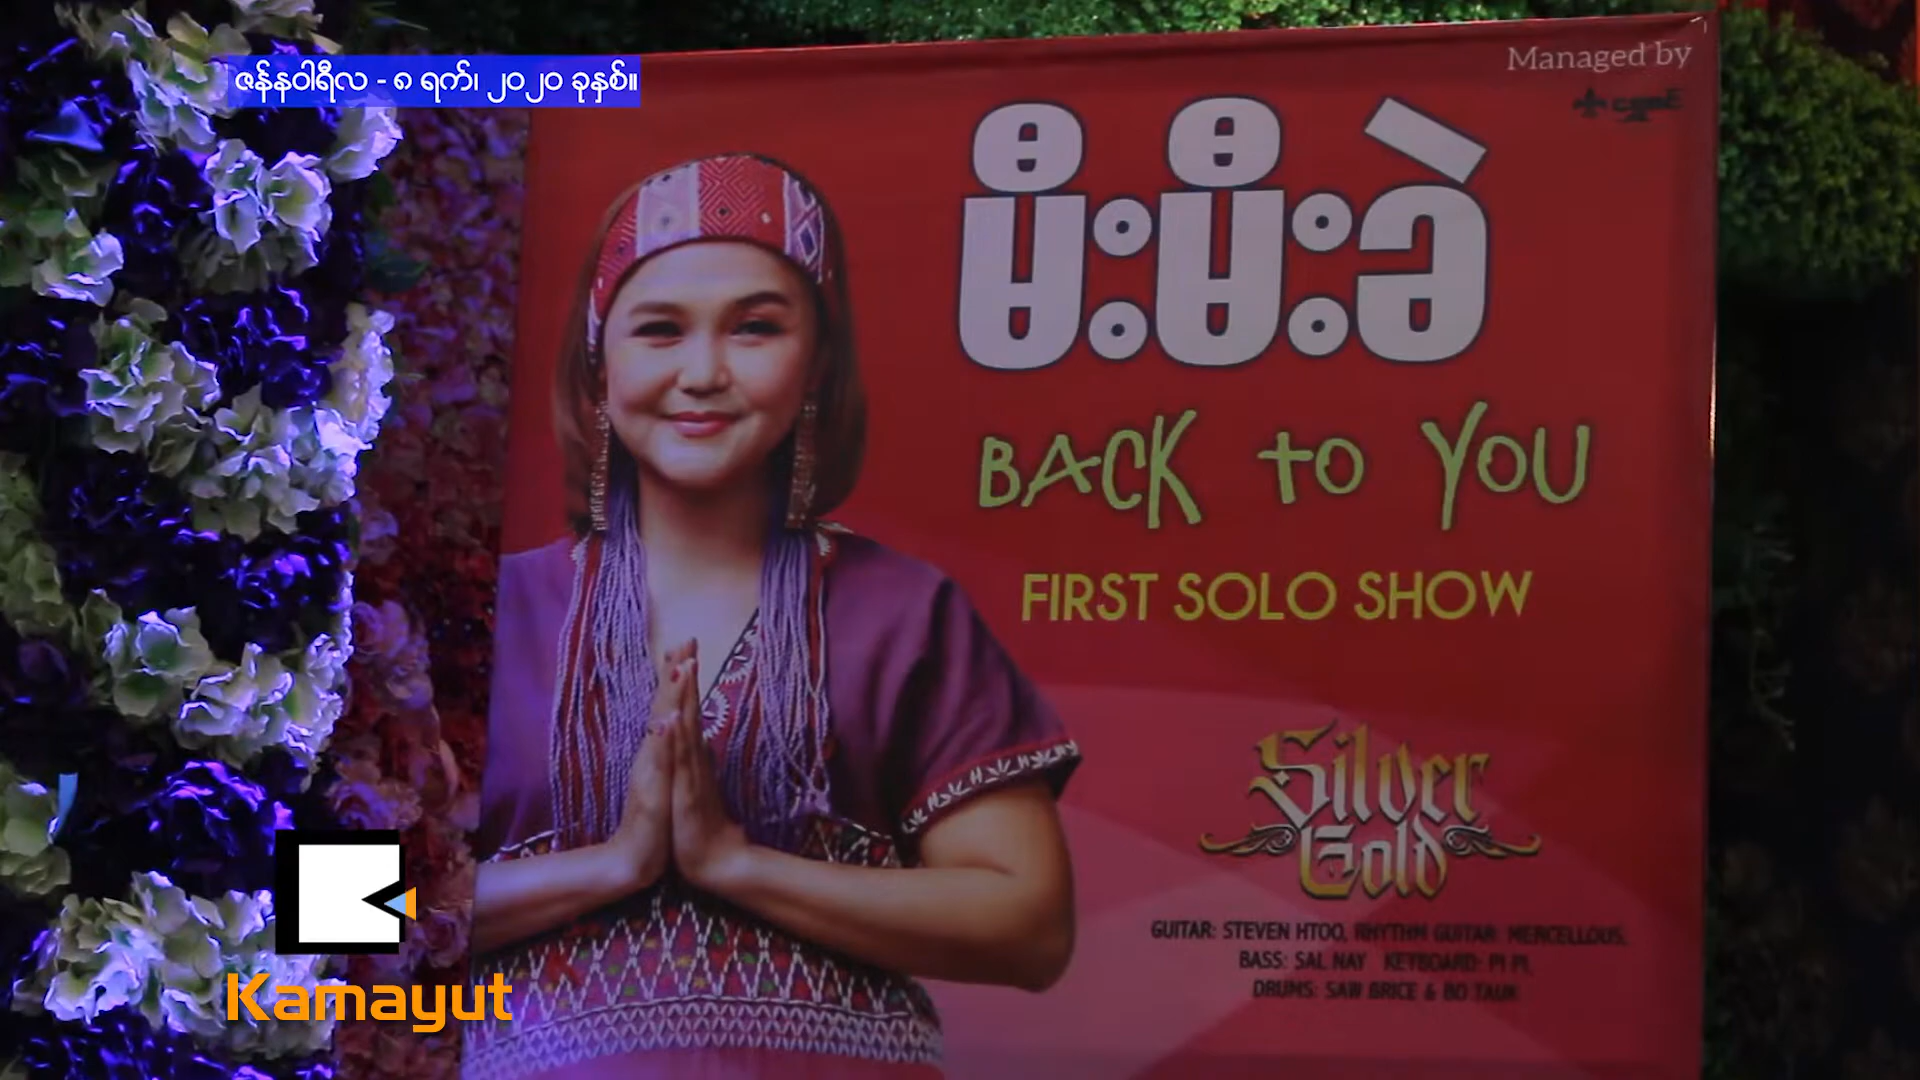 ဇန်နဝါရီလ - ၈ ရက်၊ ၂၀၂၀ ခုနှစ်။
Managed by
မီးမီးခဲ
BACK to YOU
FIRST SOLO SHOW
Silver
Gold
GUITAR: STEVEN HTOO, RHYTHM GUITAR: MERCELLOUS,
BASS: SAL NAY KEYBOARD: PI PI,
DRUMS: SAW BRICE & BO TAUK
Kamayut